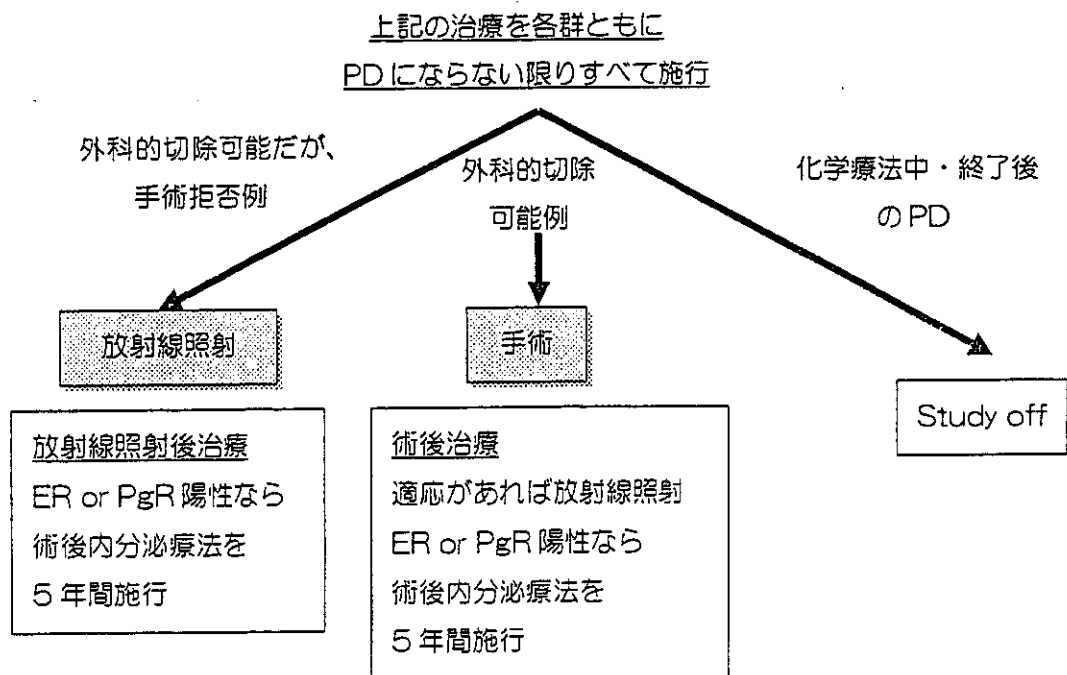 上記の治療を各群ともに
PDにならない限りすべて施行
外科的切除可能だが、
手術拒否例
外科的切除
可能例
化学療法中・終了後
のPD
放射線照射
手術
Study off
放射線照射後治療
ER or PgR陽性なら
術後内分泌療法を
5年間施行
術後治療
適応があれば放射線照射
ER or PgR陽性なら
術後内分泌療法を
5年間施行